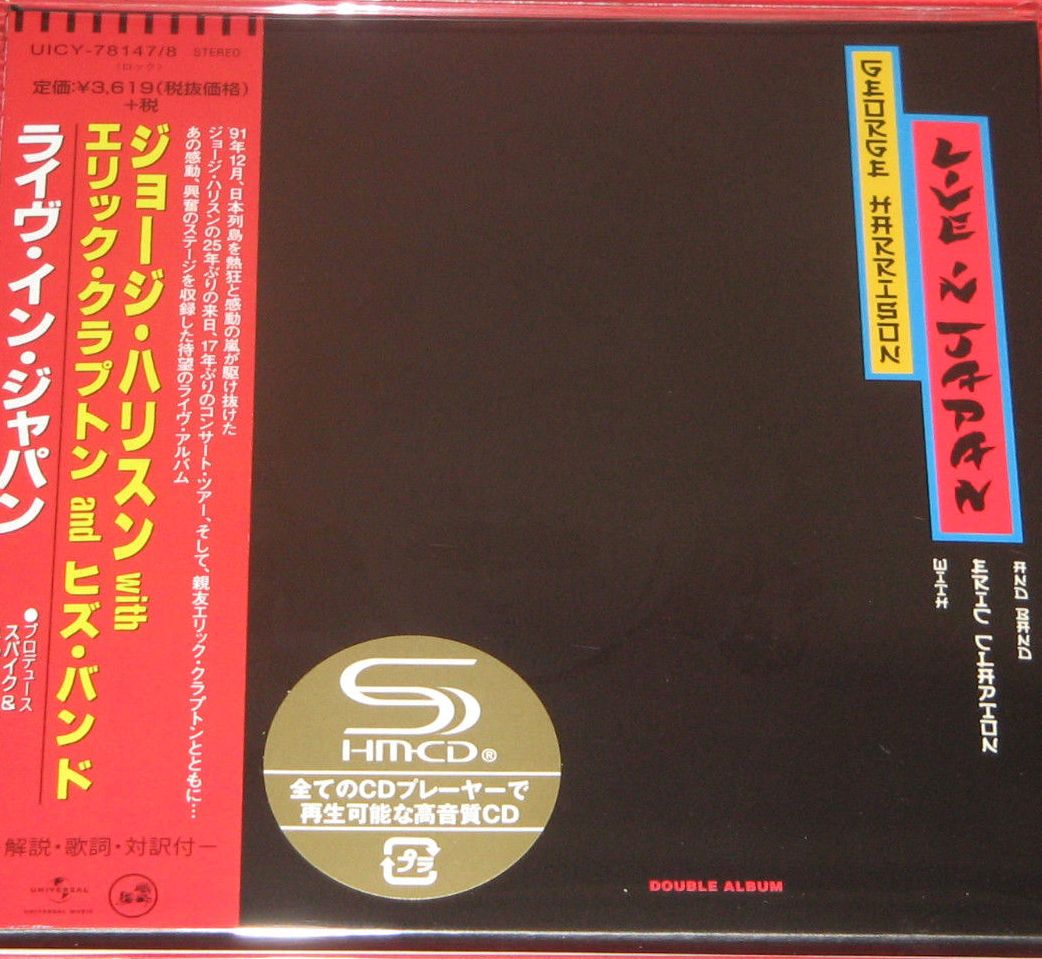 UICY-78147/8 STEREO
〈ロック〉
定価:¥3,619(税抜価格)
+税
'91年12月、日本列島を熱狂と感動の嵐が駆け抜けた
ジョージ・ハリスンの25年ぶりの来日、17年ぶりのコンサート・ツアー、そして、親友エリック・クラプトンとともに…
あの感動、興奮のステージを収録した待望のライヴ・アルバム
ジョージ・ハリスン with
エリック・クラプトン and ヒズ・バンド
ライヴ・イン・ジャパン
●プロデュース
スパイク&
解説・歌詞・対訳付
UNIVERSAL
UNIVERSAL MUSIC
GEORGE HARRISON
LIVE IN JAPAN
WITH
ERIC CLAPTON
AND BAND
SHM-CD®
全てのCDプレーヤーで
再生可能な高音質CD
プラ
DOUBLE ALBUM